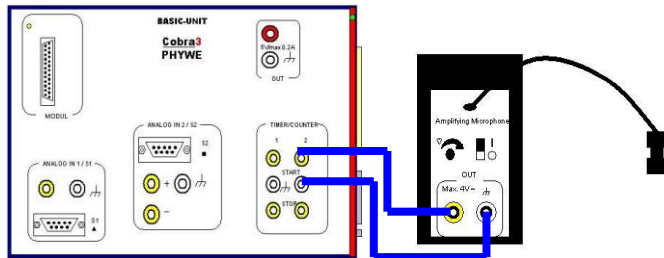 BASIC-UNIT
Cobra3
PHYWE
MODUL
5V/max 0.2A
OUT
ANALOG IN 2 / S2
S2
+
-
TIMER/COUNTER
1 2
START
STOP
ANALOG IN 1 / S1
S1
Amplifying Microphone
OUT
Max. 4V~